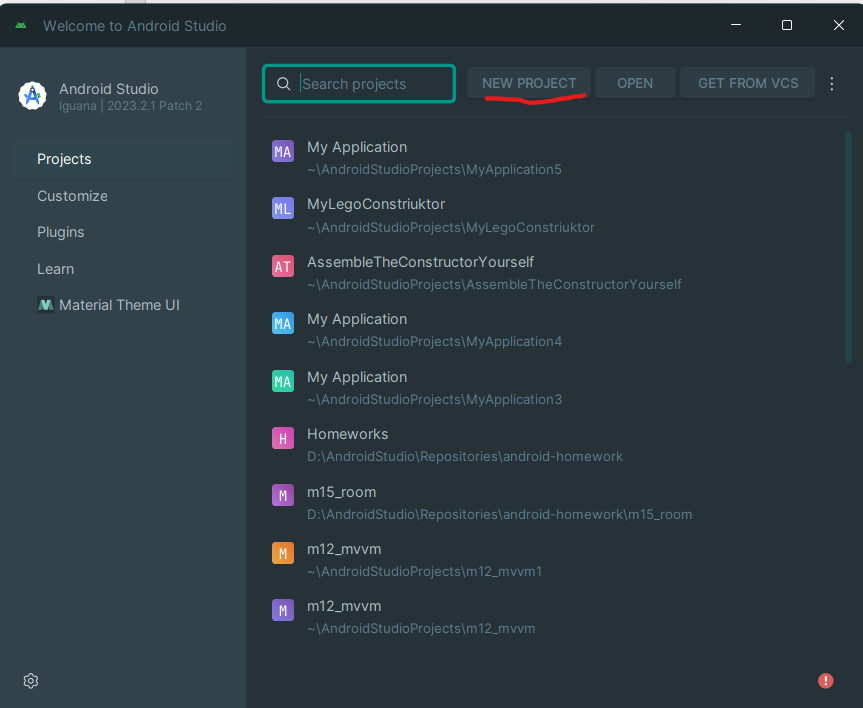 Welcome to Android Studio
Android Studio
Iguana | 2023.2.1 Patch 2
Projects
Customize
Plugins
Learn
Material Theme UI
Search projects
NEW PROJECT
OPEN
GET FROM VCS
MA
My Application
~\AndroidStudioProjects\MyApplication5
ML
MyLegoConstriuktor
~\AndroidStudioProjects\MyLegoConstriuktor
AT
AssembleTheConstructorYourself
~\AndroidStudioProjects\AssembleTheConstructorYourself
MA
My Application
~\AndroidStudioProjects\MyApplication4
MA
My Application
~\AndroidStudioProjects\MyApplication3
H
Homeworks
D:\AndroidStudio\Repositories\android-homework
M
m15_room
D:\AndroidStudio\Repositories\android-homework\m15_room
M
m12_mvvm
~\AndroidStudioProjects\m12_mvvm1
M
m12_mvvm
~\AndroidStudioProjects\m12_mvvm